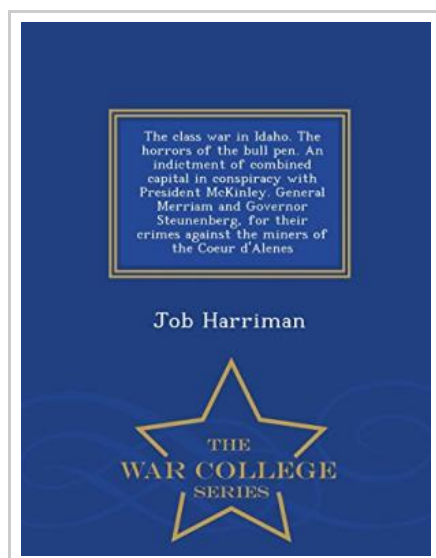 The class war in Idaho. The
horrors of the bull pen. An
indictment of combined
capital in conspiracy with
President McKinley. General
Merriam and Governor
Steunenberg, for their
crimes against the miners of
the Coeur d'Alenes
Job Harriman
THE
WAR COLLEGE
SERIES